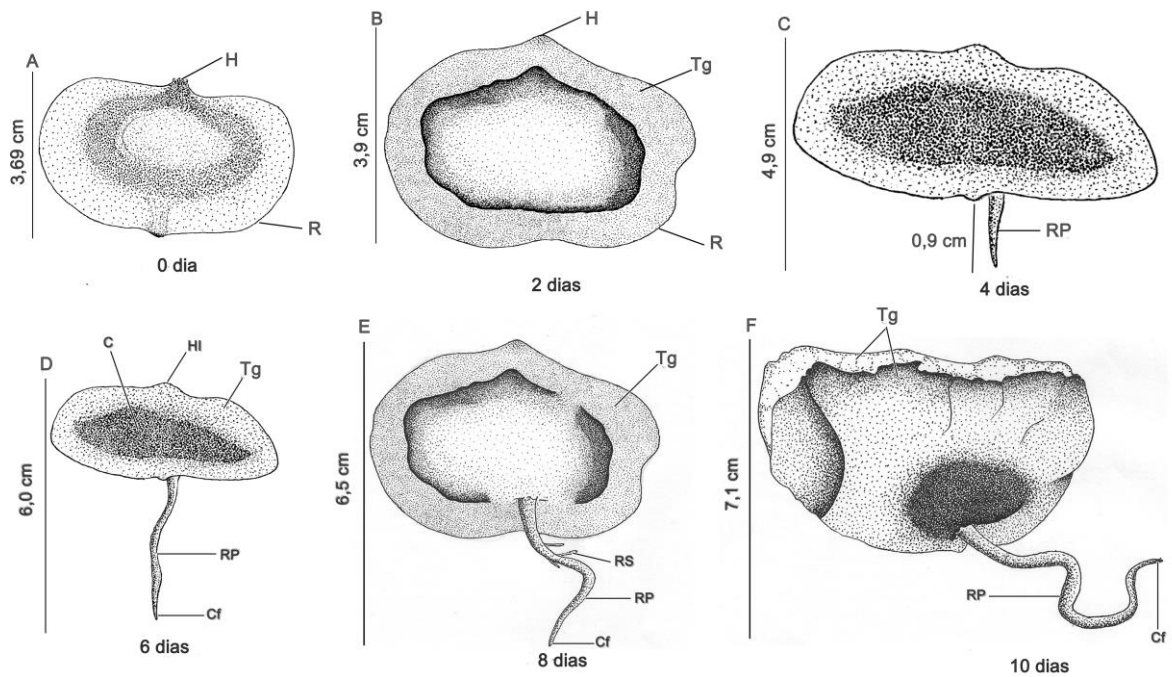 A
H
3,69 cm
R
0 dia
B
H
Tg
3,9 cm
R
2 dias
C
4,9 cm
0,9 cm
RP
4 dias
D
C
HI
Tg
6,0 cm
RP
Cf
6 dias
E
Tg
6,5 cm
RS
RP
Cf
8 dias
F
Tg
7,1 cm
RP
Cf
10 dias